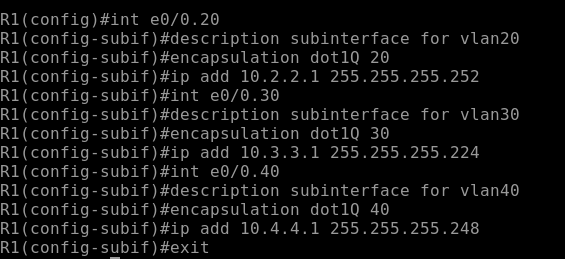 R1(config)#int e0/0.20
R1(config-subif)#description subinterface for vlan20
R1(config-subif)#encapsulation dot1Q 20
R1(config-subif)#ip add 10.2.2.1 255.255.255.252
R1(config-subif)#int e0/0.30
R1(config-subif)#description subinterface for vlan30
R1(config-subif)#encapsulation dot1Q 30
R1(config-subif)#ip add 10.3.3.1 255.255.255.224
R1(config-subif)#int e0/0.40
R1(config-subif)#description subinterface for vlan40
R1(config-subif)#encapsulation dot1Q 40
R1(config-subif)#ip add 10.4.4.1 255.255.255.248
R1(config-subif)#exit